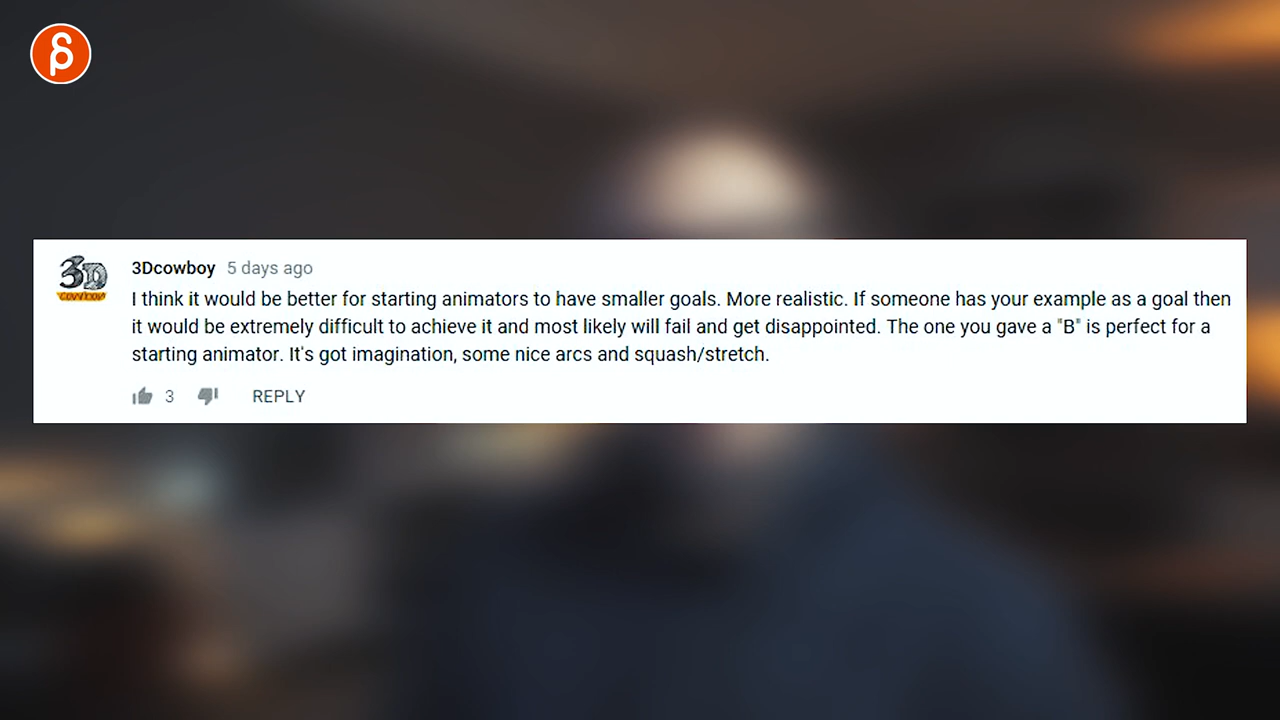 3D
COWBOY
3Dcowboy 5 days ago
I think it would be better for starting animators to have smaller goals. More realistic. If someone has your example as a goal then
it would be extremely difficult to achieve it and most likely will fail and get disappointed. The one you gave a "B" is perfect for a
starting animator. It's got imagination, some nice arcs and squash/stretch.
3 REPLY